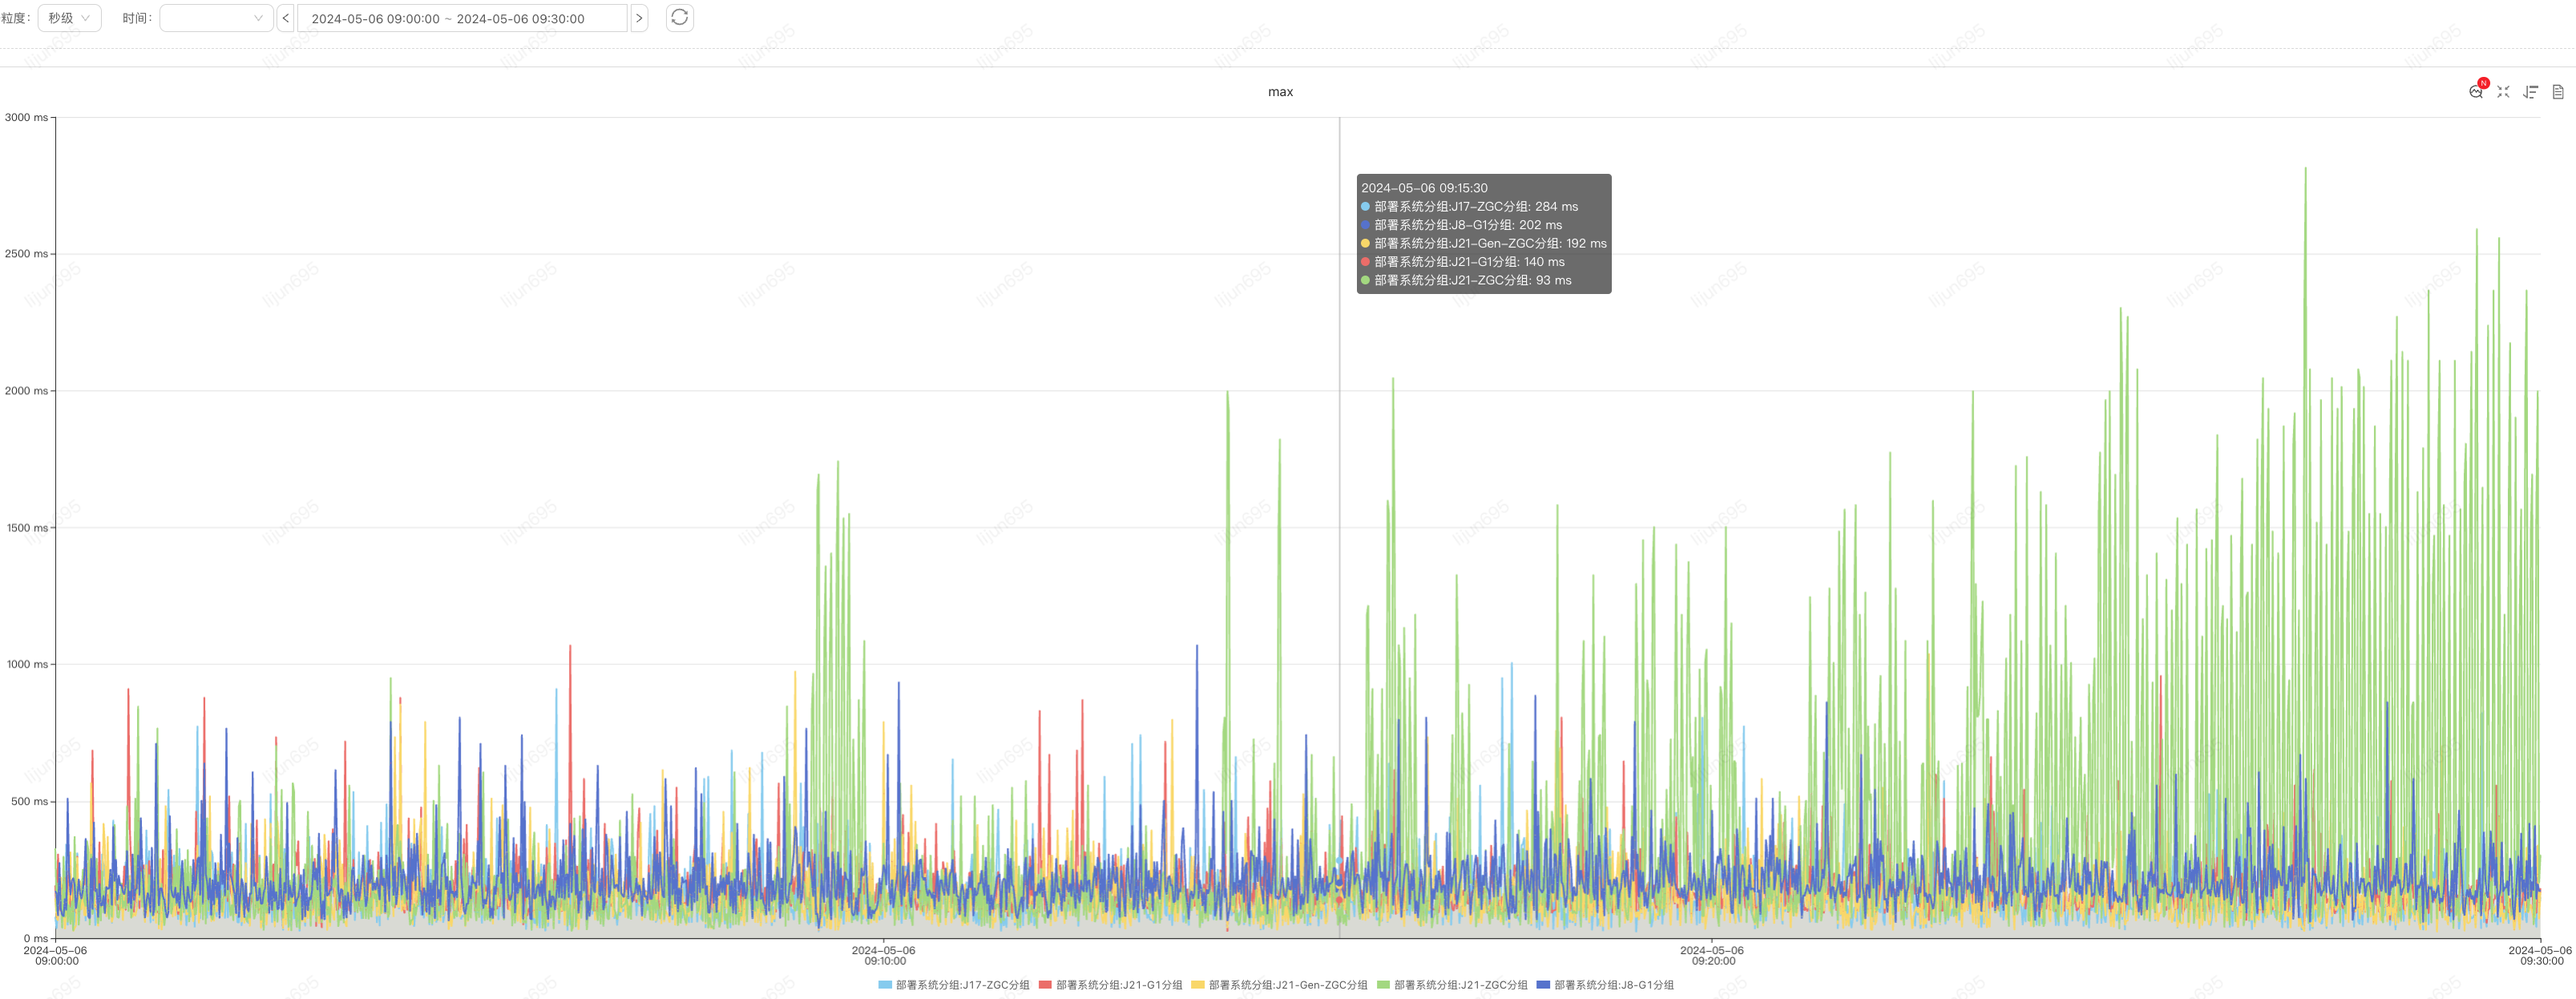 粒度: 秒级 时间: 2024-05-06 09:00:00 ~ 2024-05-06 09:30:00
max
N
3000 ms
2024-05-06 09:15:30
部署系统分组:J17-ZGC分组: 284 ms
部署系统分组:J8-G1分组: 202 ms
部署系统分组:J21-Gen-ZGC分组: 192 ms
部署系统分组:J21-G1分组: 140 ms
部署系统分组:J21-ZGC分组: 93 ms
2500 ms
2000 ms
1500 ms
1000 ms
500 ms
0 ms
2024-05-06 09:00:00
2024-05-06 09:10:00
2024-05-06 09:20:00
2024-05-06 09:30:00
部署系统分组:J17-ZGC分组 部署系统分组:J21-G1分组 部署系统分组:J21-Gen-ZGC分组 部署系统分组:J21-ZGC分组 部署系统分组:J8-G1分组